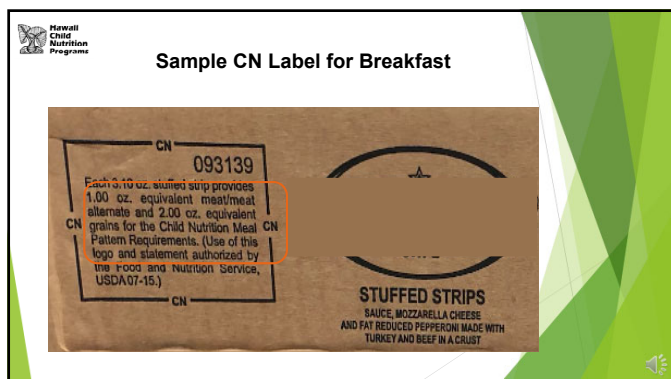 Hawaii
Child
Nutrition
Programs
Sample CN Label for Breakfast
CN
093139
Each 3.10 oz. stuffed strip provides
1.00 oz. equivalent meat/meat
alternate and 2.00 oz. equivalent
CN grains for the Child Nutrition Meal CN
Pattern Requirements. (Use of this
logo and statement authorized by
the Food and Nutrition Service,
USDA 07-15.)
CN
STUFFED STRIPS
SAUCE, MOZZARELLA CHEESE
AND FAT REDUCED PEPPERONI MADE WITH
TURKEY AND BEEF IN A CRUST